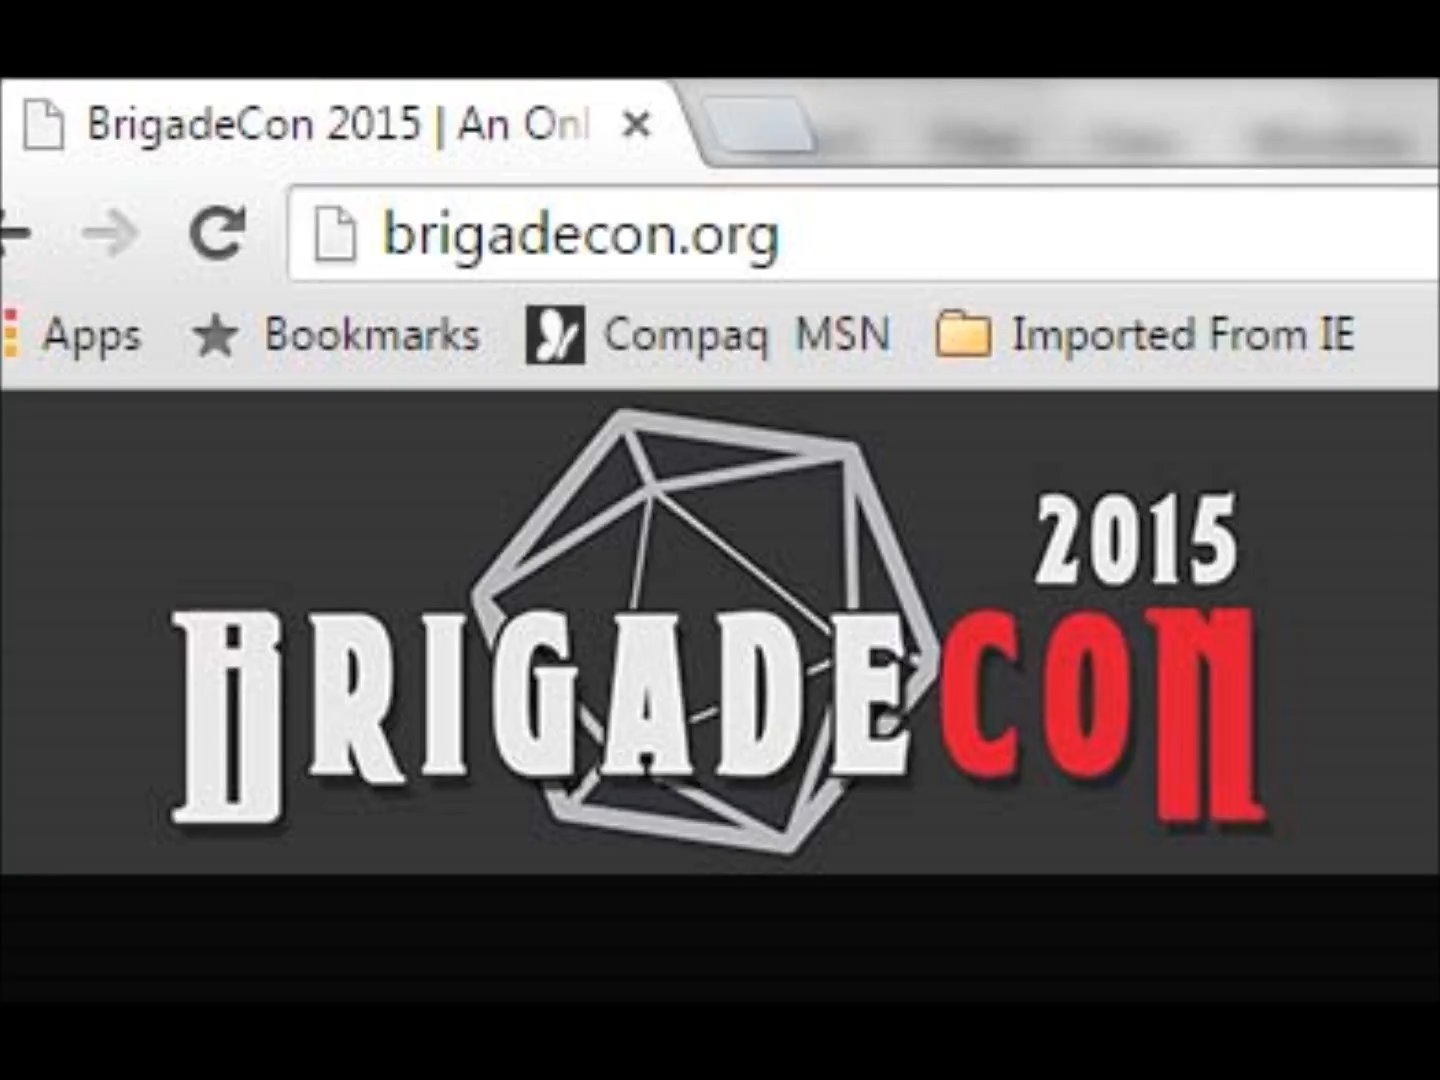 BrigadeCon 2015 | An Onl
brigadecon.org
Apps Bookmarks Compaq MSN Imported From IE
2015
BRIGADECON